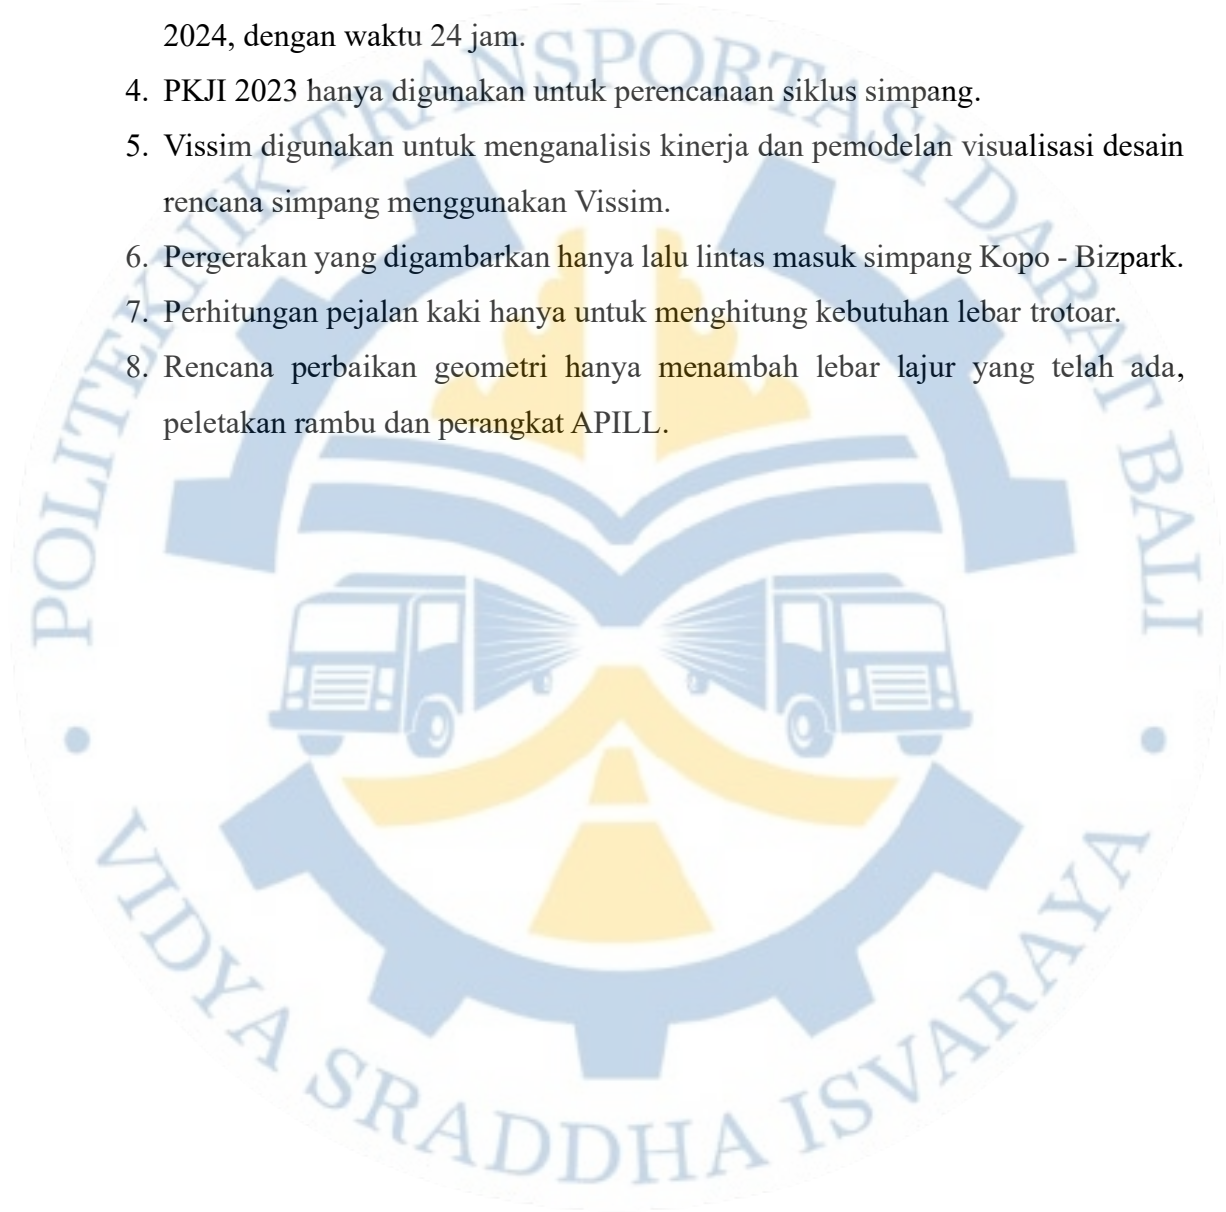 2024, dengan waktu 24 jam.
4. PKJI 2023 hanya digunakan untuk perencanaan siklus simpang.
5. Vissim digunakan untuk menganalisis kinerja dan pemodelan visualisasi desain
rencana simpang menggunakan Vissim.
6. Pergerakan yang digambarkan hanya lalu lintas masuk simpang Kopo - Bizpark.
7. Perhitungan pejalan kaki hanya untuk menghitung kebutuhan lebar trotoar.
8. Rencana perbaikan geometri hanya menambah lebar lajur yang telah ada,
peletakan rambu dan perangkat APILL.
POLITEKNIK TRANSPORTASI DARAT BALI
VIDYA SRADDHA ISVARAYA